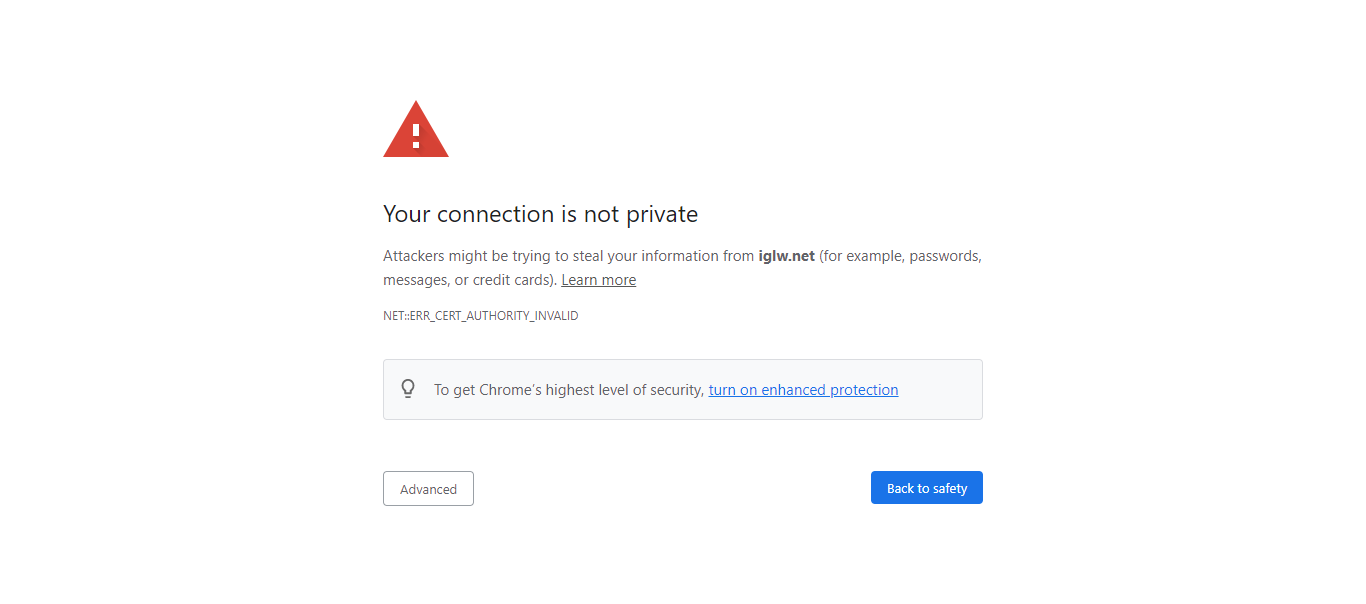 Your connection is not private
Attackers might be trying to steal your information from iglw.net (for example, passwords,
messages, or credit cards). Learn more
NET::ERR_CERT_AUTHORITY_INVALID
To get Chrome's highest level of security, turn on enhanced protection
Advanced
Back to safety